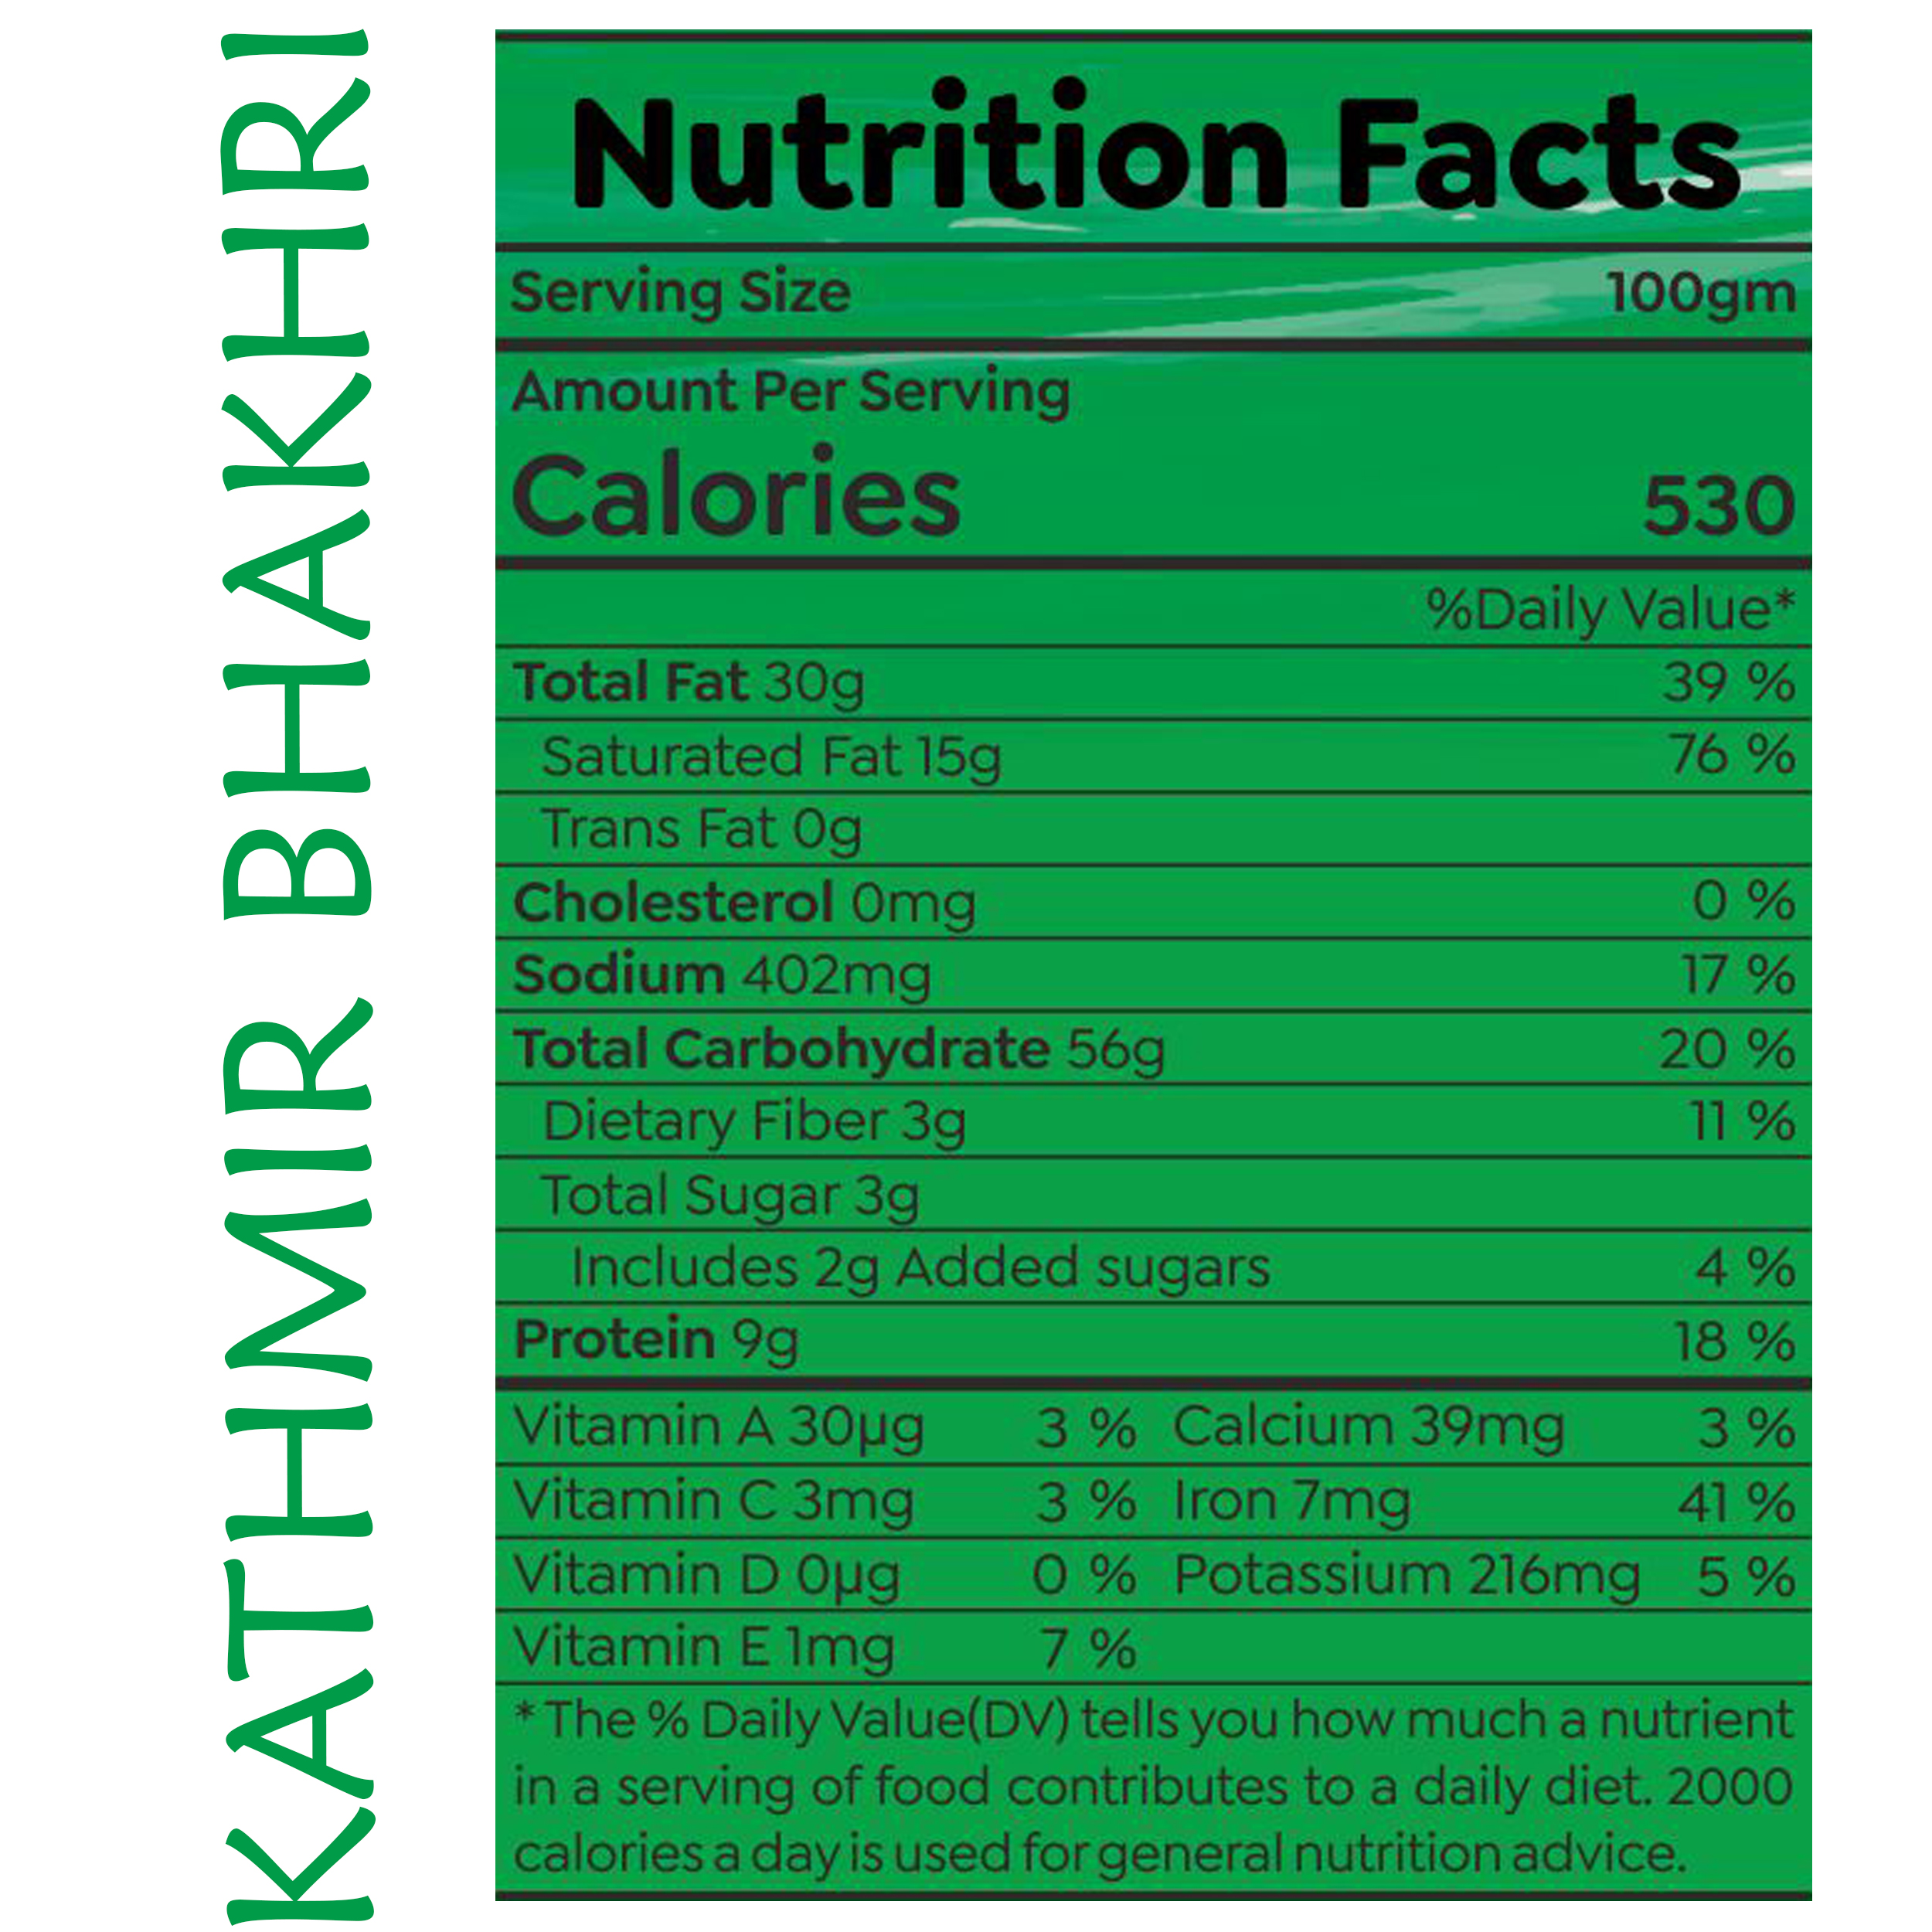 KATHMIR BHAKHRI
Nutrition Facts
Serving Size 100gm
Amount Per Serving
Calories 530
%Daily Value*
Total Fat 30g 39 %
Saturated Fat 15g 76 %
Trans Fat 0g
Cholesterol 0mg 0 %
Sodium 402mg 17 %
Total Carbohydrate 56g 20 %
Dietary Fiber 3g 11 %
Total Sugar 3g
Includes 2g Added sugars 4 %
Protein 9g 18 %
Vitamin A 30µg 3 % Calcium 39mg 3 %
Vitamin C 3mg 3 % Iron 7mg 41 %
Vitamin D 0µg 0 % Potassium 216mg 5 %
Vitamin E 1mg 7 %
* The % Daily Value(DV) tells you how much a nutrient
in a serving of food contributes to a daily diet. 2000
calories a day is used for general nutrition advice.